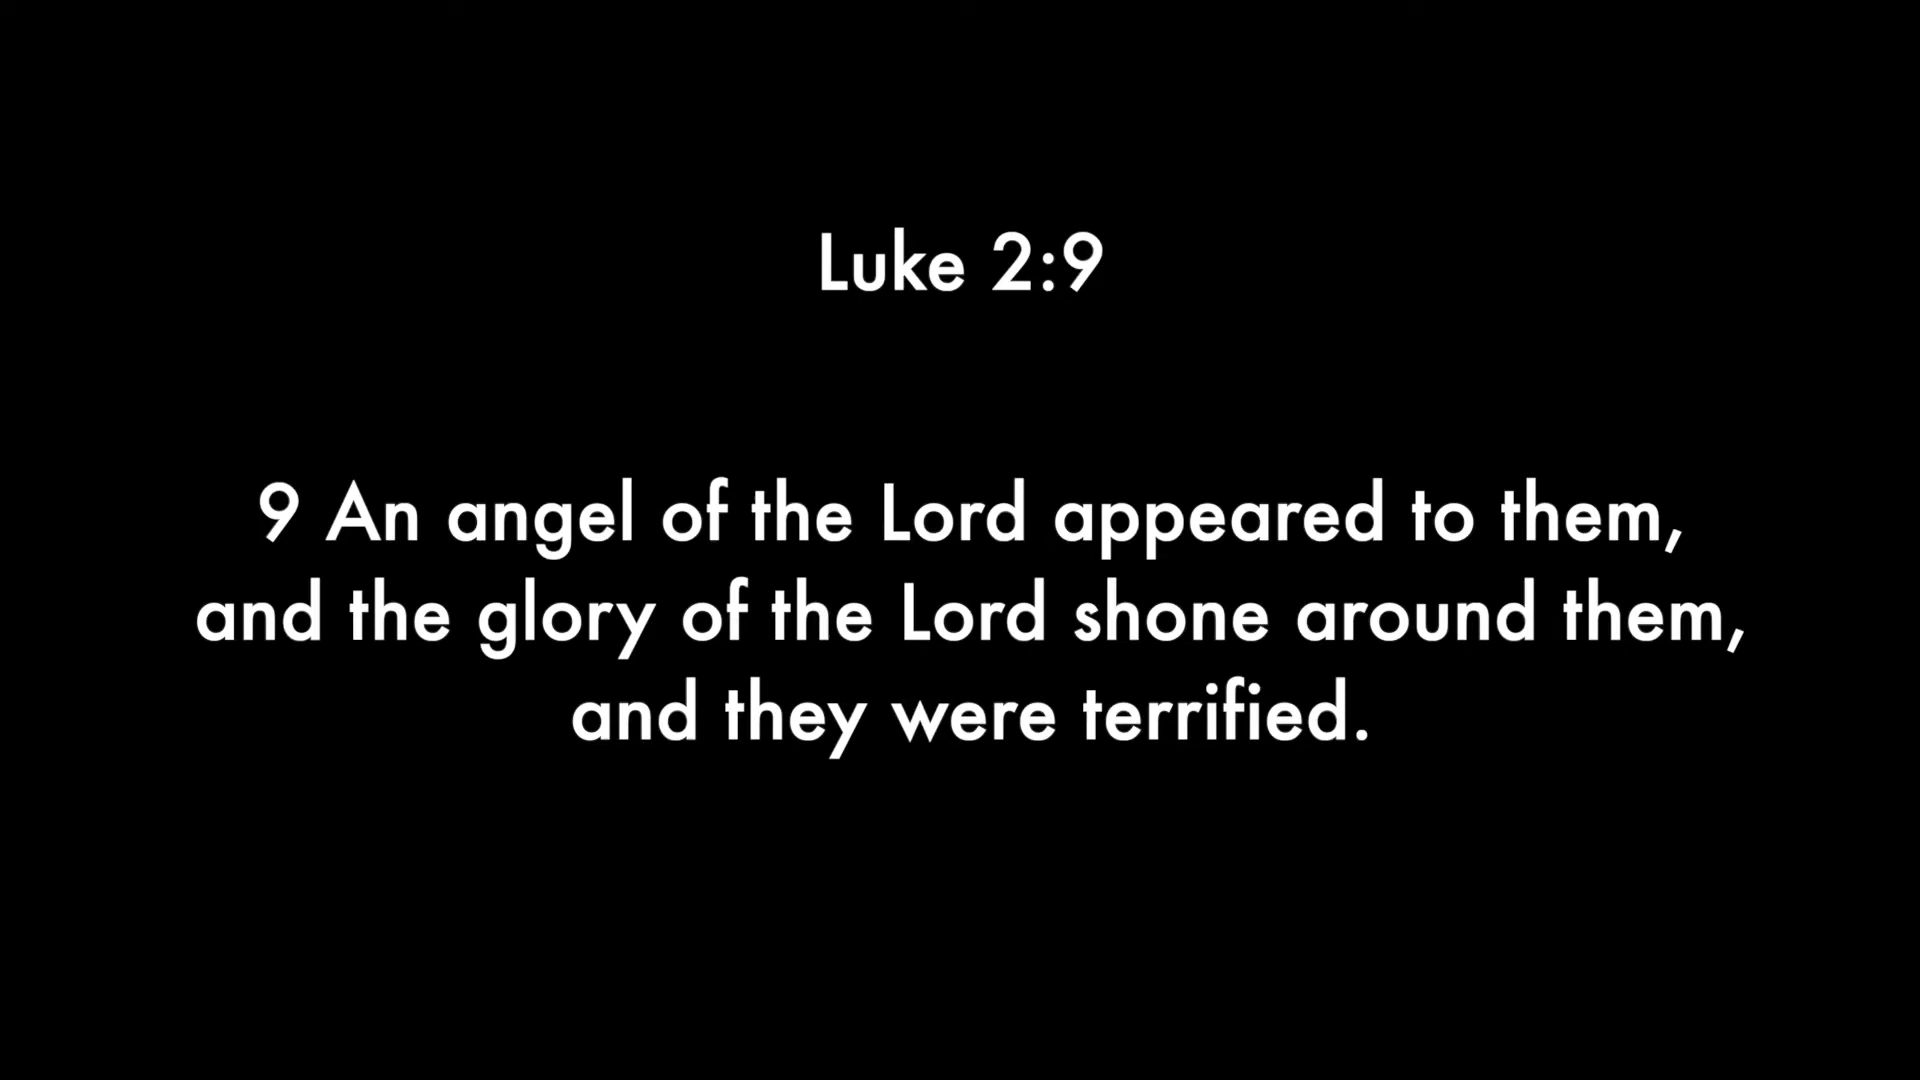 Luke 2:9
9 An angel of the Lord appeared to them,
and the glory of the Lord shone around them,
and they were terrified.